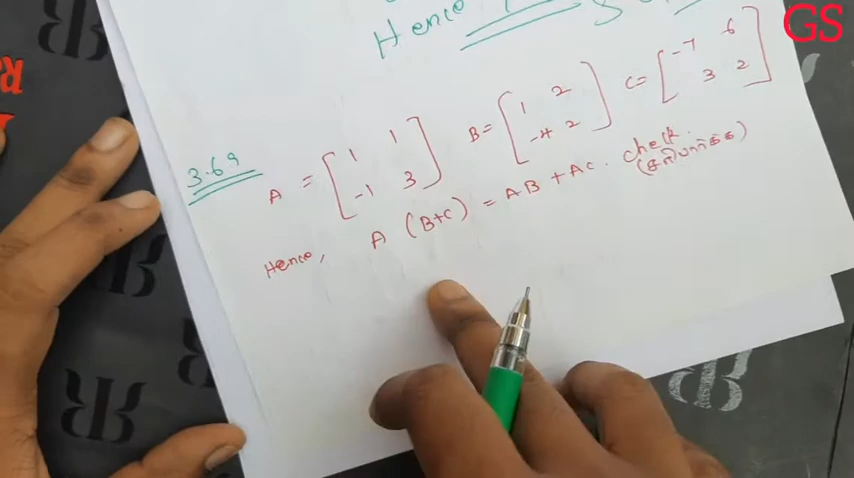 GS
Hence
3.69 A = [1 1 -1 3] B = [1 2 -4 2] C = [-7 6 3 2]
Hence, A (B+C) = AB + AC. check.
(சரிபார்க்க)